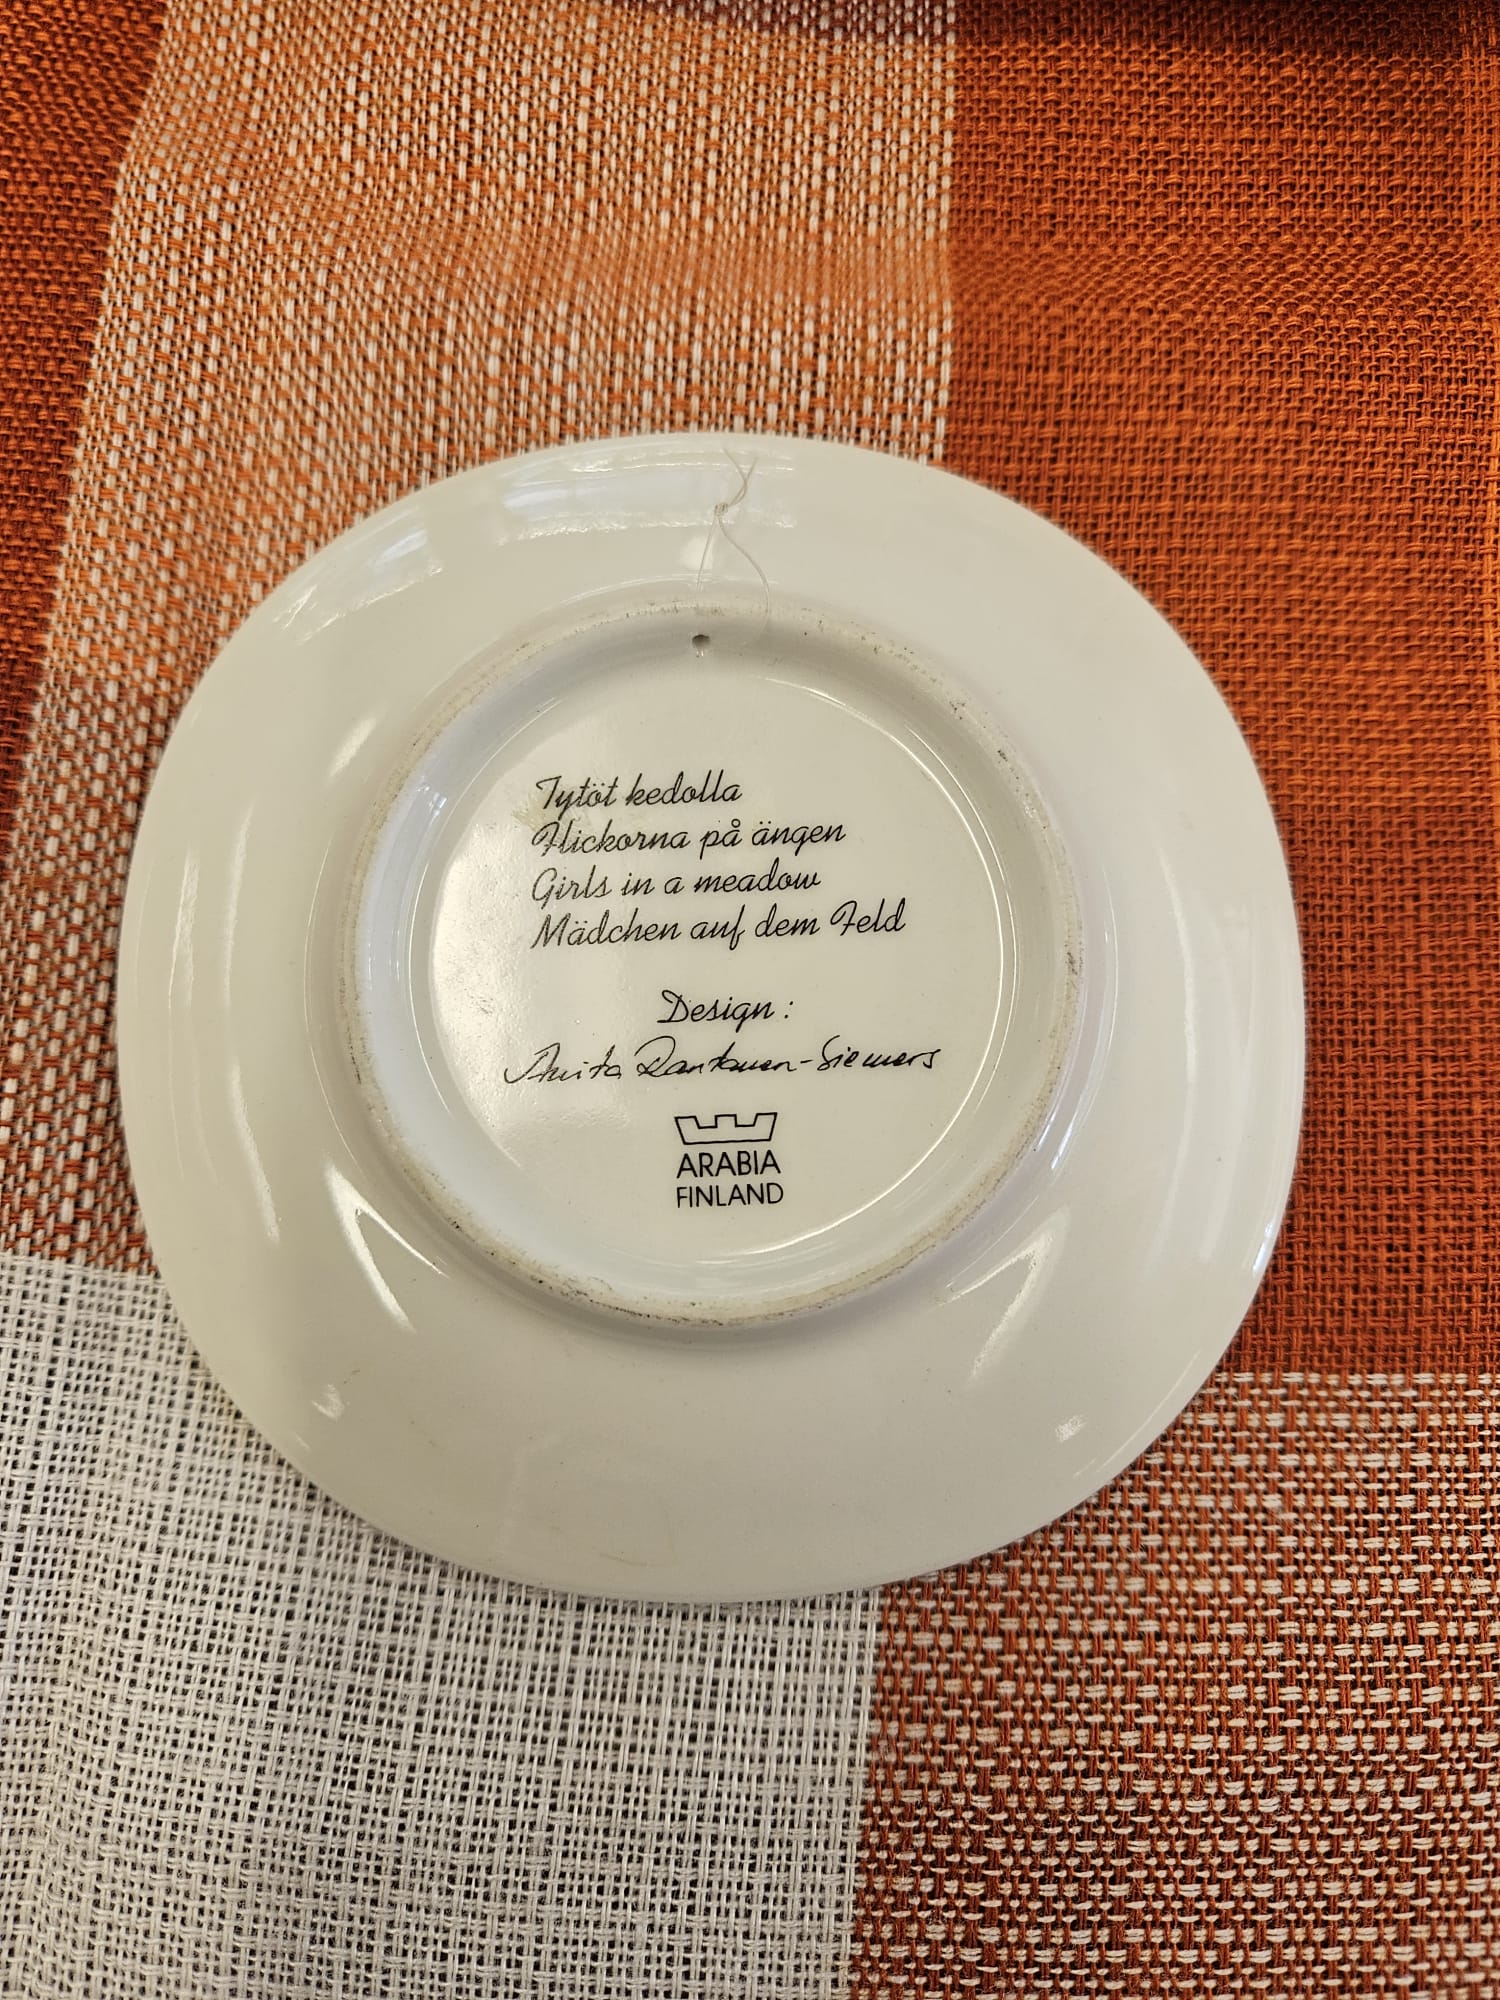 Tytöt kedolla
Flickorna på ängen
Girls in a meadow
Mädchen auf dem Feld
Design :
Anita Rantanen-Siemers
ARABIA
FINLAND